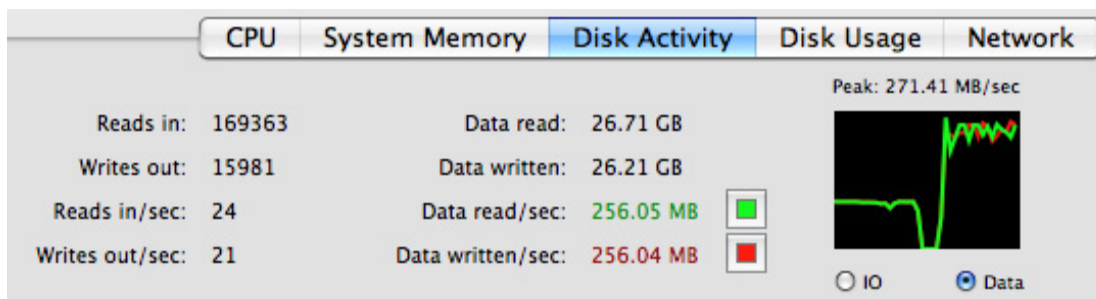 CPU System Memory Disk Activity Disk Usage Network
Peak: 271.41 MB/sec
Reads in: 169363 Data read: 26.71 GB
Writes out: 15981 Data written: 26.21 GB
Reads in/sec: 24 Data read/sec: 256.05 MB
Writes out/sec: 21 Data written/sec: 256.04 MB
IO Data